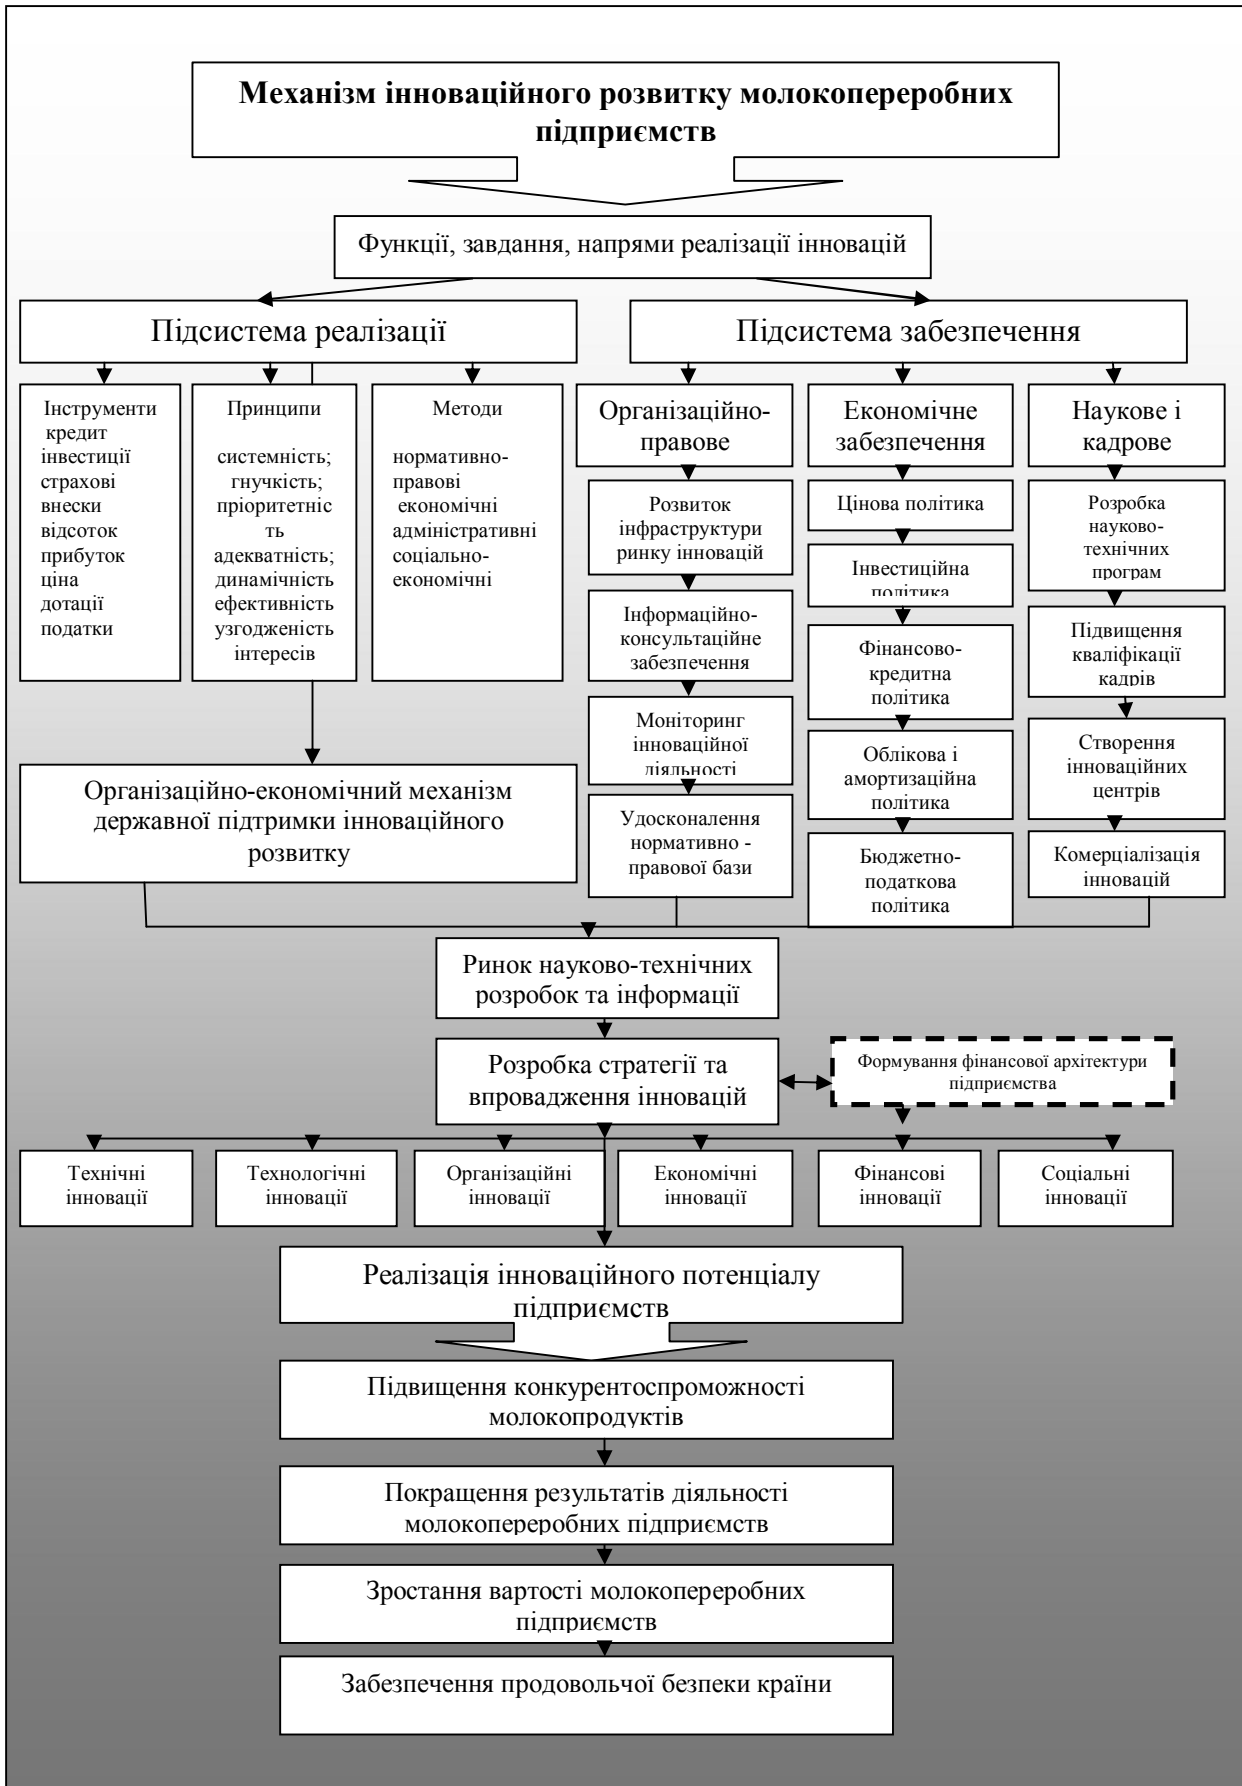 Механізм інноваційного розвитку молокопереробних
підприємств
Функції, завдання, напрями реалізації інновацій
Підсистема реалізації
Підсистема забезпечення
Інструменти
кредит
інвестиції
страхові
внески
відсоток
прибуток
ціна
дотації
податки
Принципи
системність;
гнучкість;
пріоритетніс
ть
адекватність;
динамічність
ефективність
узгодженість
інтересів
Методи
нормативно-
правові
економічні
адміністративні
соціально-
економічні
Організаційно-
правове
Економічне
забезпечення
Наукове і
кадрове
Розвиток
інфраструктури
ринку інновацій
Інформаційно-
консультаційне
забезпечення
Моніторинг
інноваційної
діяльності
Удосконалення
нормативно -
правової бази
Цінова політика
Інвестиційна
політика
Фінансово-
кредитна
політика
Облікова і
амортизаційна
політика
Бюджетно-
податкова
політика
Розробка
науково-
технічних
програм
Підвищення
кваліфікації
кадрів
Створення
інноваційних
центрів
Комерціалізація
інновацій
Організаційно-економічний механізм
державної підтримки інноваційного
розвитку
Ринок науково-технічних
розробок та інформації
Розробка стратегії та
впровадження інновацій
Формування фінансової архітектури
підприємства
Технічні
інновації
Технологічні
інновації
Організаційні
інновації
Економічні
інновації
Фінансові
інновації
Соціальні
інновації
Реалізація інноваційного потенціалу
підприємств
Підвищення конкурентоспроможності
молокопродуктів
Покращення результатів діяльності
молокопереробних підприємств
Зростання вартості молокопереробних
підприємств
Забезпечення продовольчої безпеки країни